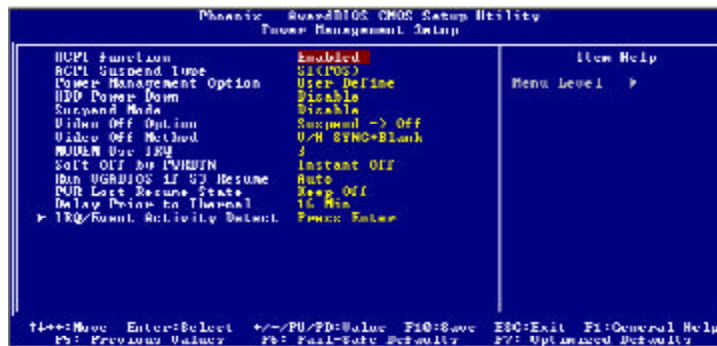 Phoenix - AwardBIOS CMOS Setup Utility
Power Management Setup
ACPI function Enabled
ACPI Suspend Type S1(POS)
Power Management Option User Define
HDD Power Down Disable
Suspend Mode Disable
Video Off Option Suspend -> Off
Video Off Method V/H SYNC+Blank
MODEM Use IRQ 3
Soft-Off by PWRBTN Instant-Off
Run VGABIOS if S3 Resume Auto
PWR Lost Resume State Keep Off
Delay Prior to Thermal 16 Min
► IRQ/Event Activity Detect Press Enter
Item Help
Menu Level ►
↑↓→←:Move Enter:Select +/-/PU/PD:Value F10:Save ESC:Exit F1:General Help
F5: Previous Values F6: Fail-Safe Defaults F7: Optimized Defaults